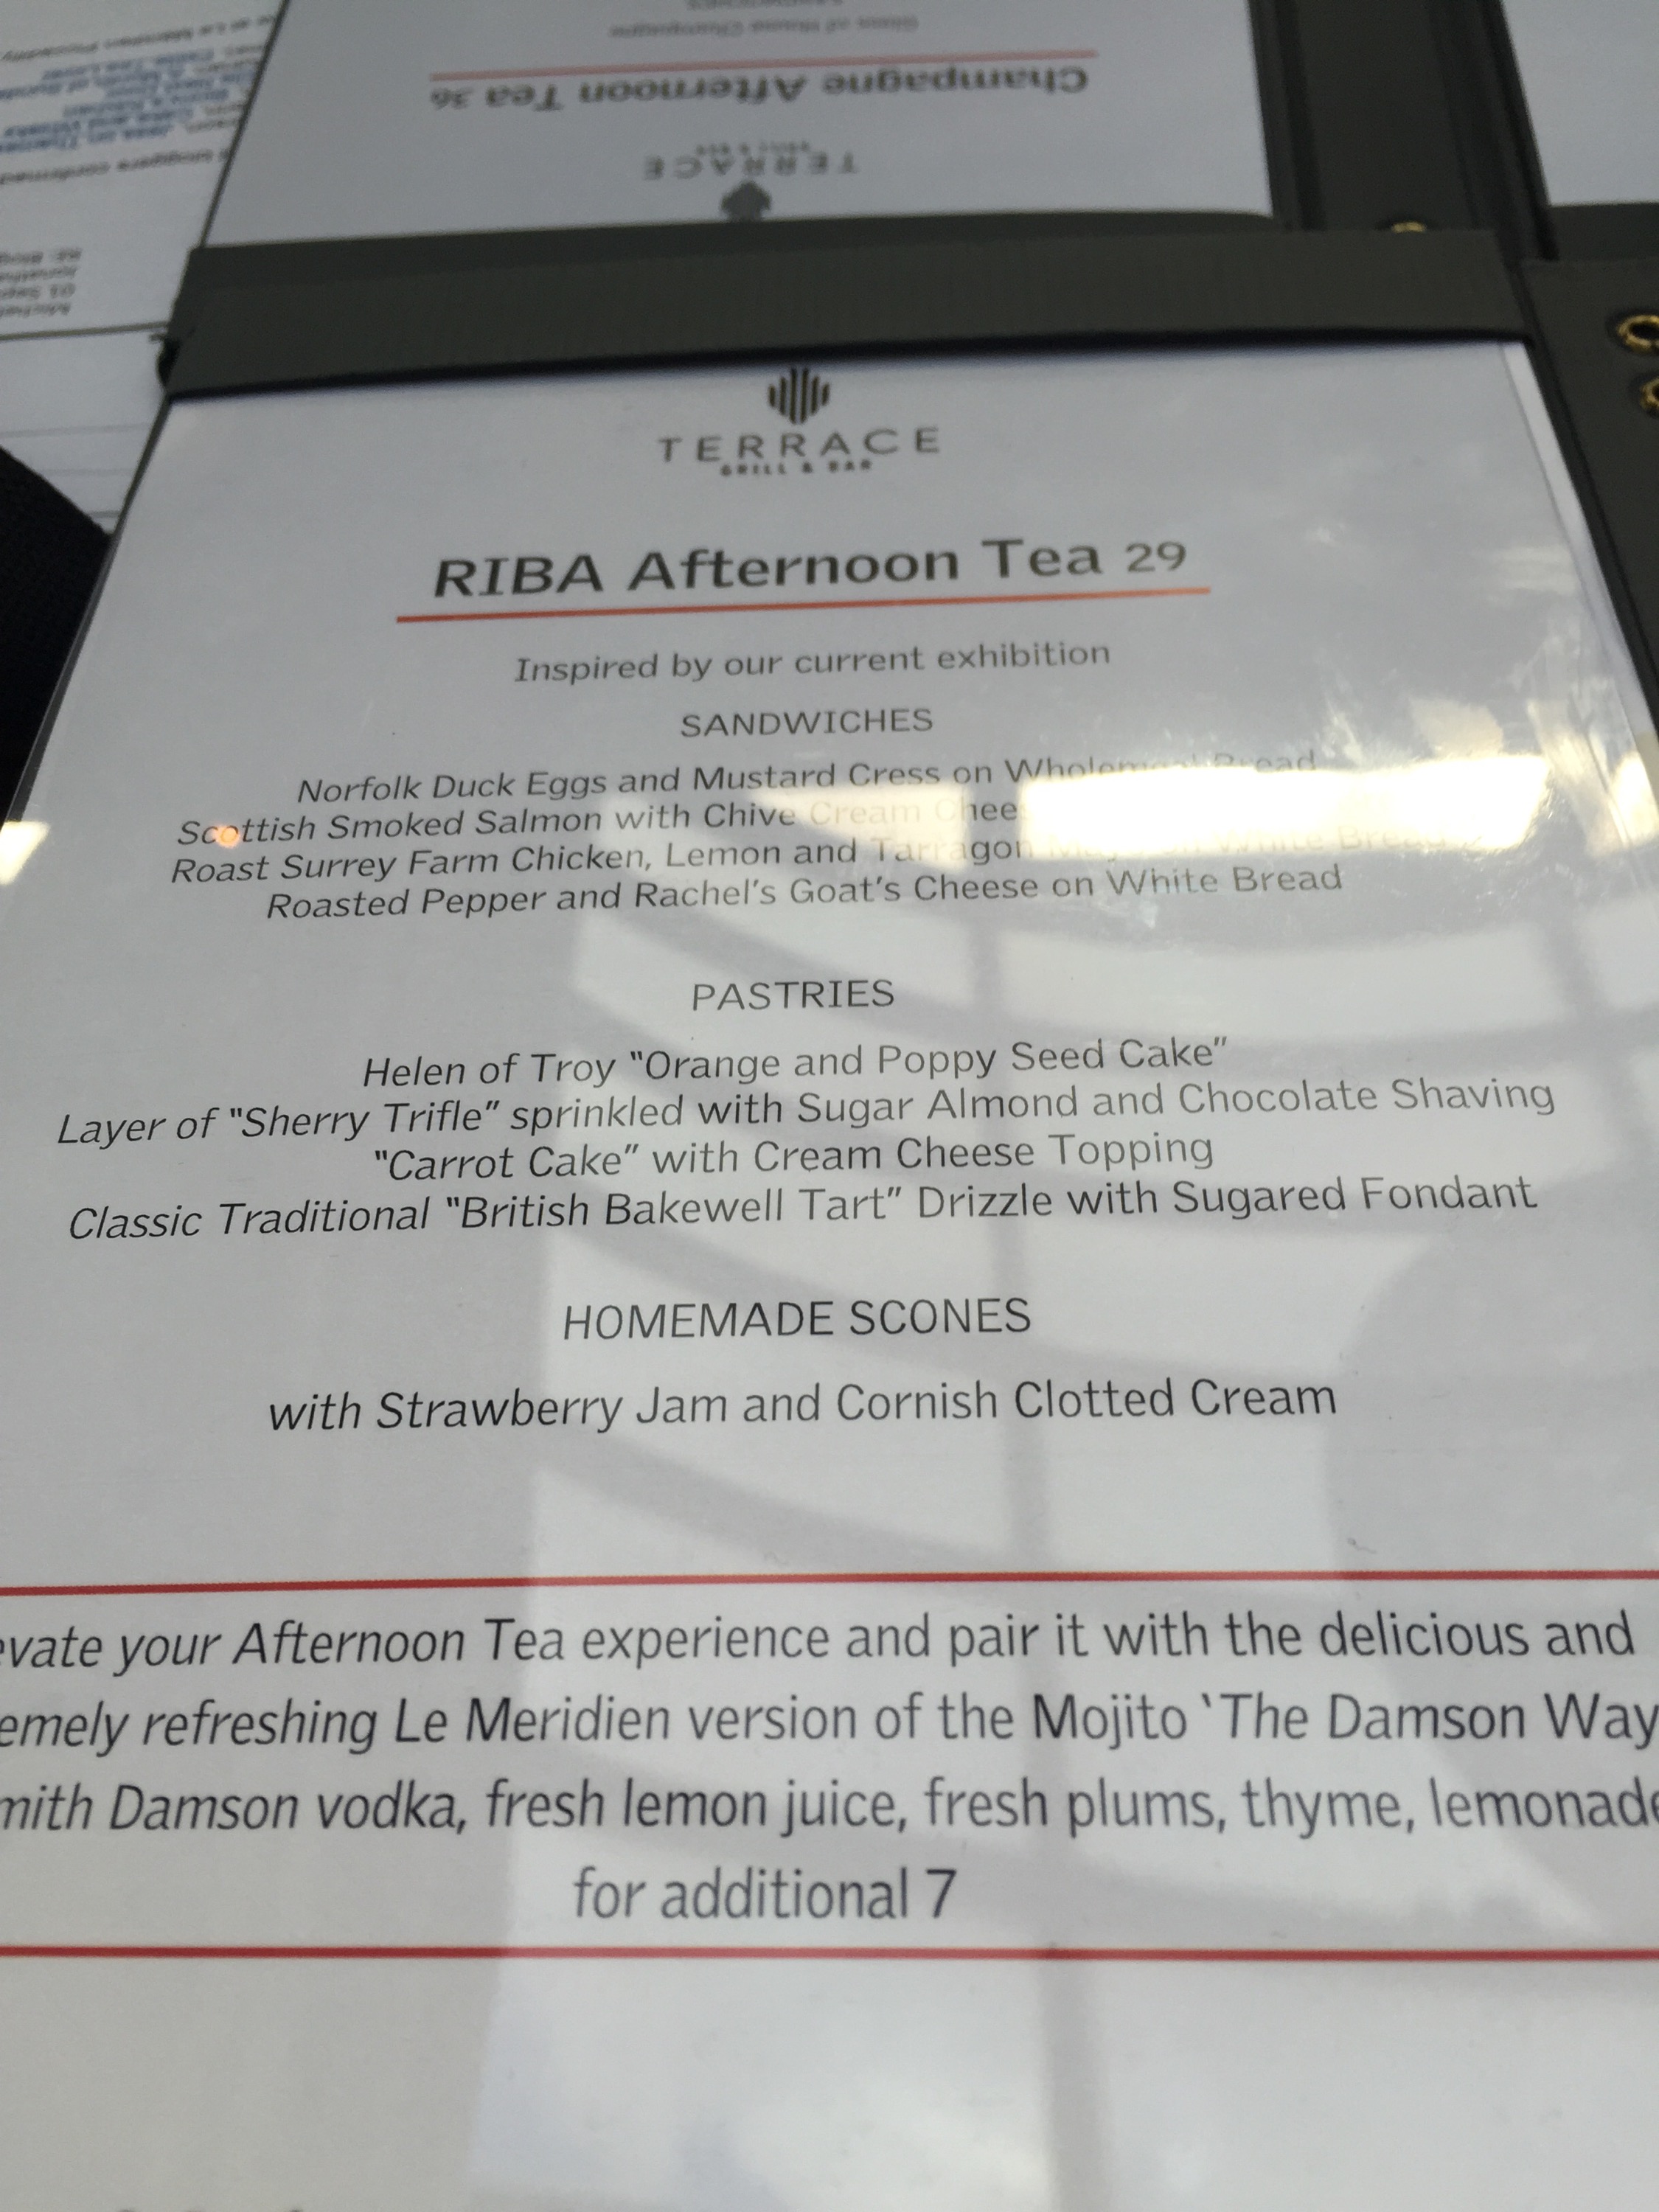 Champagne Afternoon Tea 36
TERRACE
TERRACE
GRILL & BAR
RIBA Afternoon Tea 29
Inspired by our current exhibition
SANDWICHES
Norfolk Duck Eggs and Mustard Cress on Wholemeal Bread
Scottish Smoked Salmon with Chive Cream
Roast Surrey Farm Chicken, Lemon and Tarragon White Bread
Roasted Pepper and Rachel's Goat's Cheese on White Bread
PASTRIES
Helen of Troy "Orange and Poppy Seed Cake"
Layer of "Sherry Trifle" sprinkled with Sugar Almond and Chocolate Shaving
"Carrot Cake" with Cream Cheese Topping
Classic Traditional "British Bakewell Tart" Drizzle with Sugared Fondant
HOMEMADE SCONES
with Strawberry Jam and Cornish Clotted Cream
evate your Afternoon Tea experience and pair it with the delicious and
emely refreshing Le Meridien version of the Mojito 'The Damson Way
mith Damson vodka, fresh lemon juice, fresh plums, thyme, lemonade
for additional 7